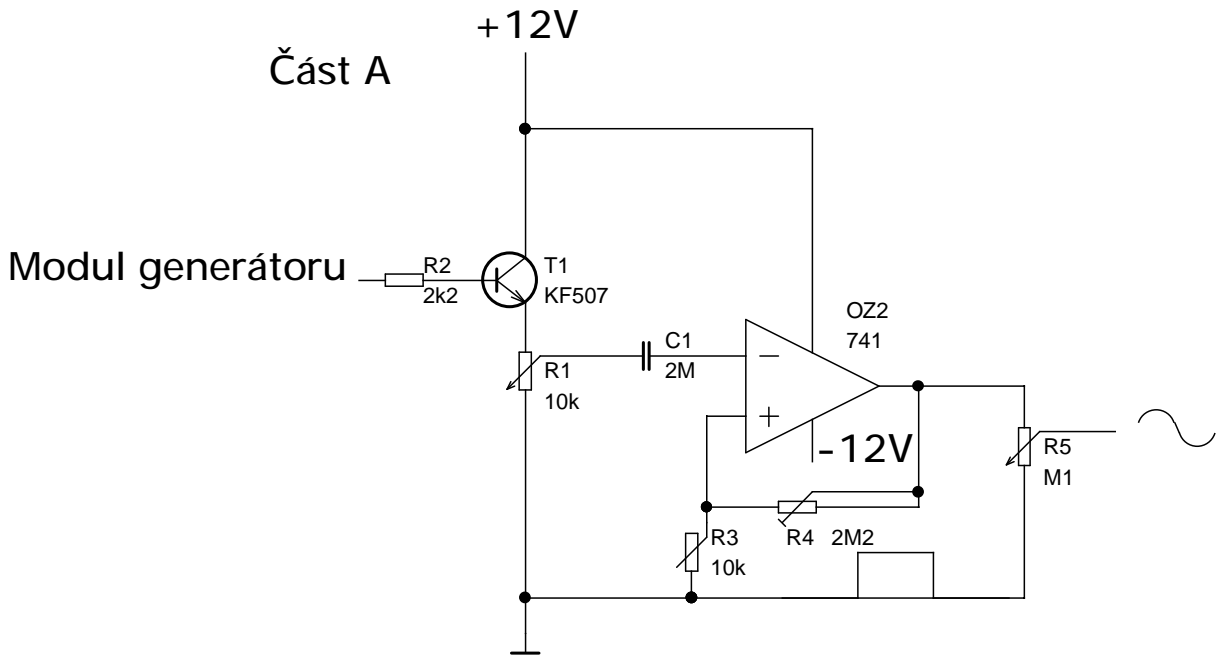 +12V
Část A
Modul generátoru
R2
2k2
T1
KF507
R1
10k
C1
2M
OZ2
741
−
+
-12V
R3
10k
R4 2M2
R5
M1